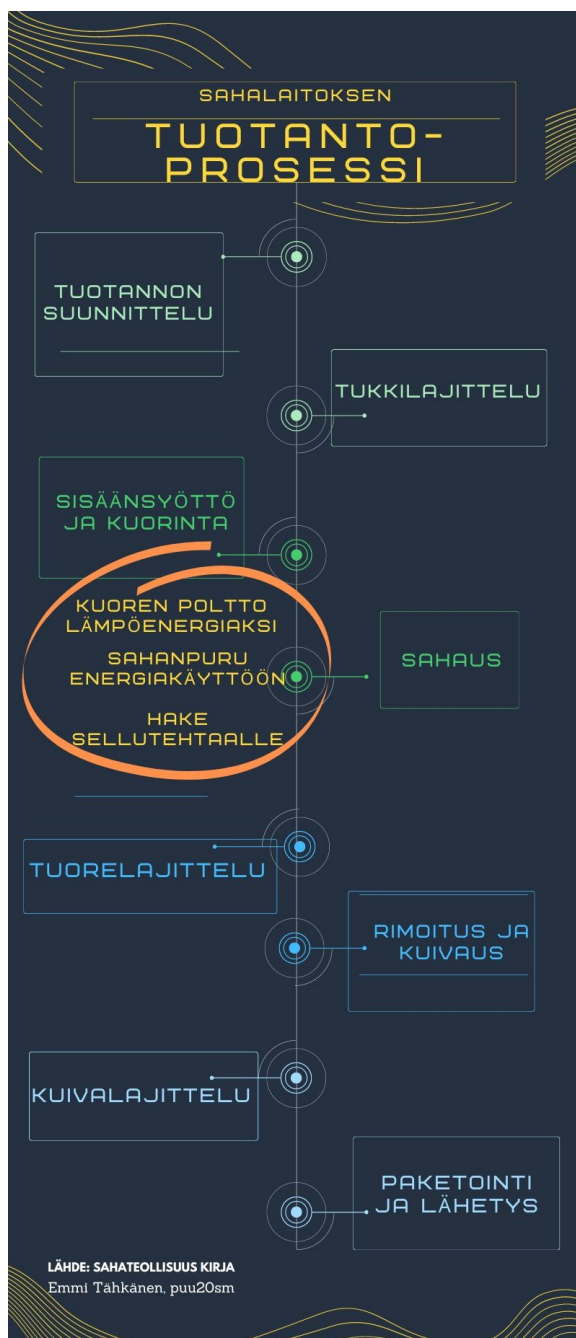 SAHALAITOKSEN
TUOTANTO-
PROSESSI
TUOTANNON
SUUNNITTELU
TUKKILAJITTELU
SISÄÄNSYÖTTÖ
JA KUORINTA
KUOREN POLTTO
LÄMPÖENERGIAKSI
SAHANPURU
ENERGIAKÄYTTÖÖN
HAKE
SELLUTEHTAALLE
SAHAUS
TUORELAJITTELU
RIMOITUS JA
KUIVAUS
KUIVALAJITTELU
PAKETOINTI
JA LÄHETYS
LÄHDE: SAHATEOLLISUUS KIRJA
Emmi Tähkänen, puu20sm